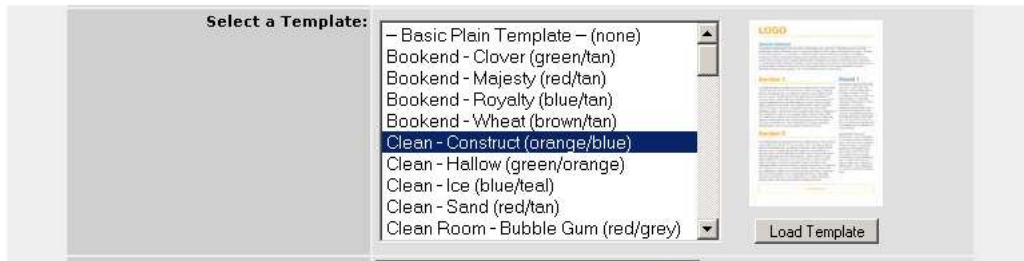 Select a Template:
– Basic Plain Template – (none)
Bookend - Clover (green/tan)
Bookend - Majesty (red/tan)
Bookend - Royalty (blue/tan)
Bookend - Wheat (brown/tan)
Clean - Construct (orange/blue)
Clean - Hallow (green/orange)
Clean - Ice (blue/teal)
Clean - Sand (red/tan)
Clean Room - Bubble Gum (red/grey)
LOGO
Load Template